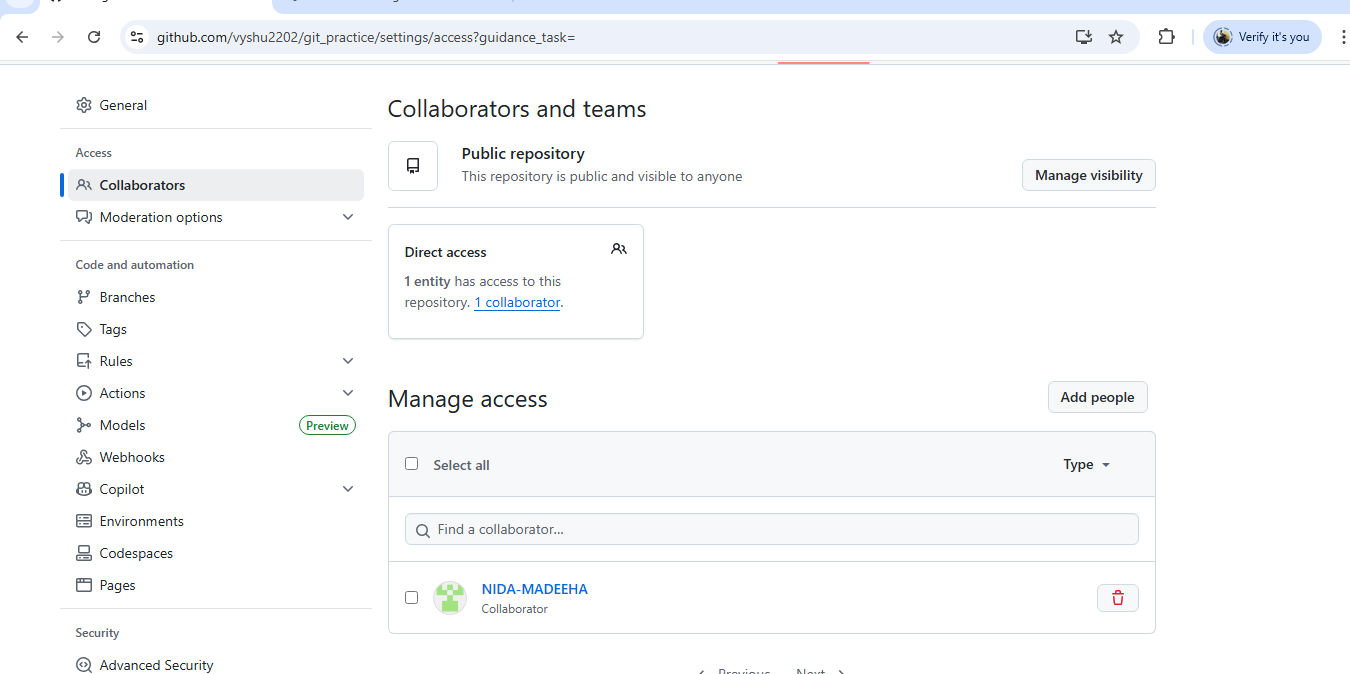 github.com/vyshu2202/git_practice/settings/access?guidance_task=
Verify it's you
General
Access
Collaborators
Moderation options
Code and automation
Branches
Tags
Rules
Actions
Models
Preview
Webhooks
Copilot
Environments
Codespaces
Pages
Security
Advanced Security
Collaborators and teams
Public repository
This repository is public and visible to anyone
Manage visibility
Direct access
1 entity has access to this
repository. 1 collaborator.
Manage access
Add people
Select all
Type
Find a collaborator...
NIDA-MADEEHA
Collaborator
Previous Next